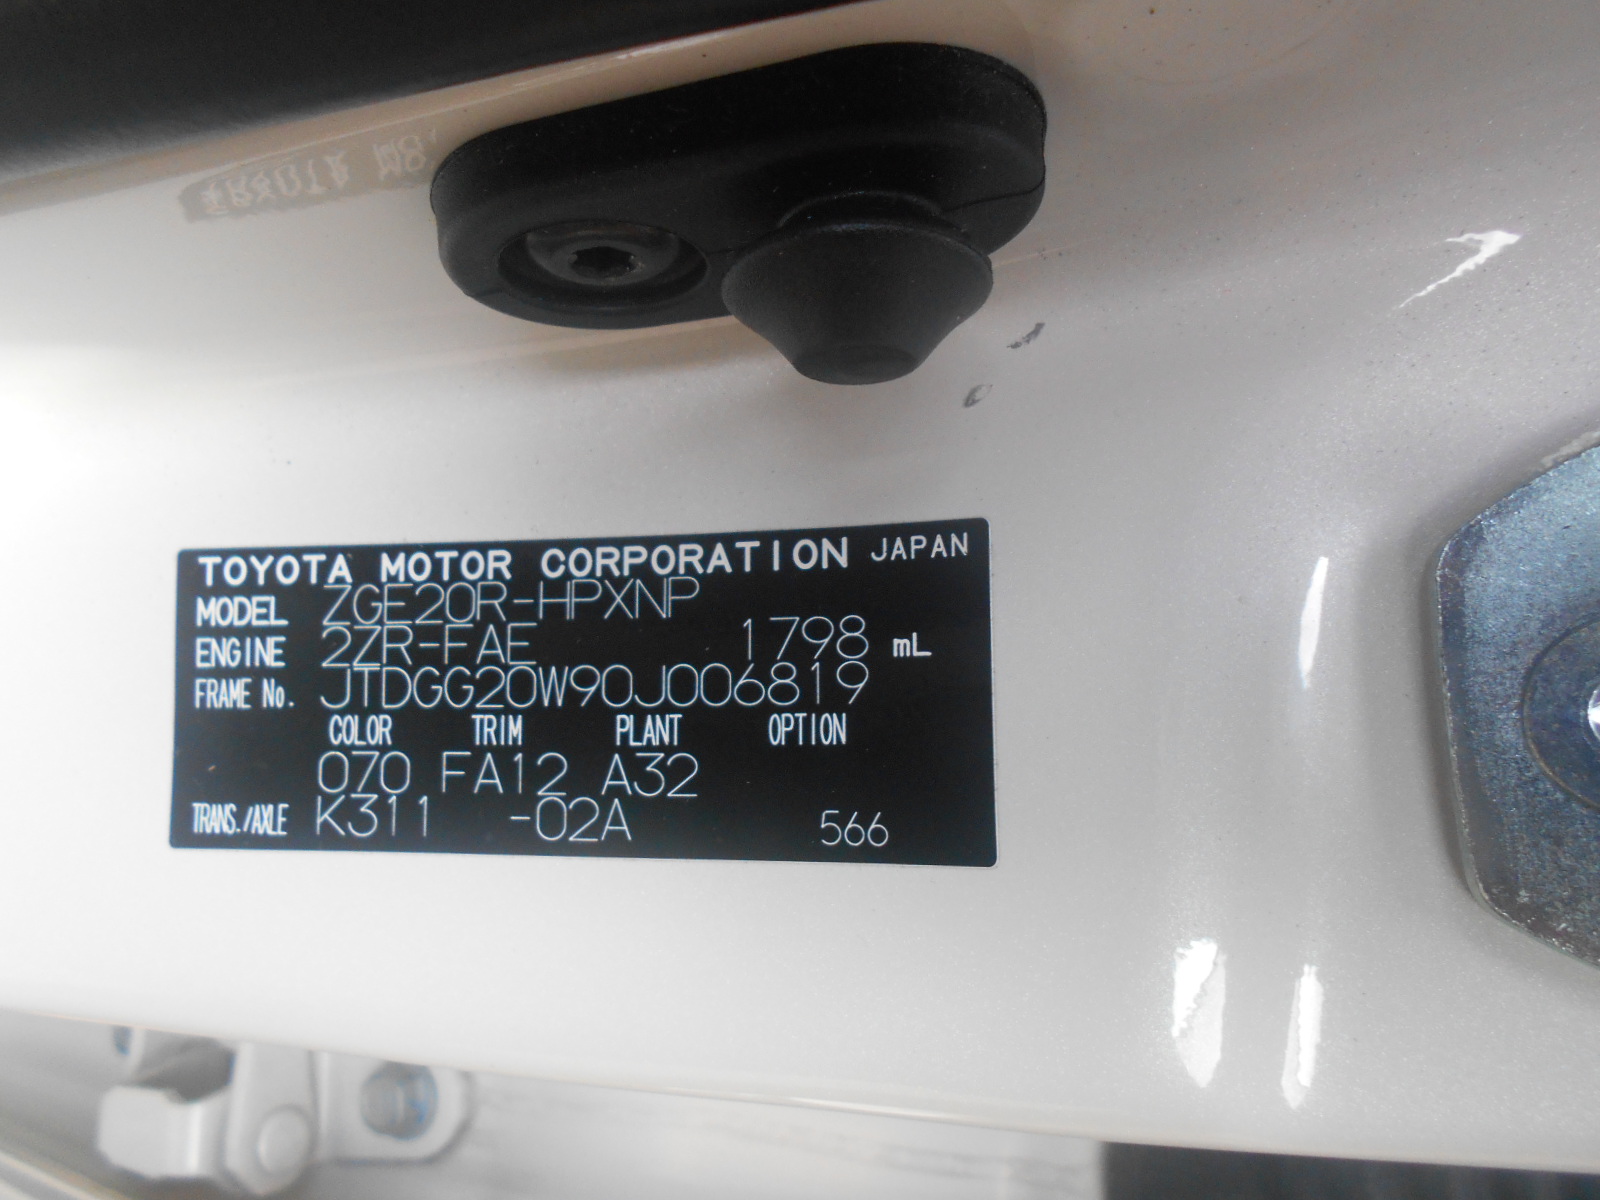 TOYOTA MOTOR CORPORATION JAPAN
MODEL ZGE20R-HPXNP
ENGINE 2ZR-FAE 1798 mL
FRAME No. JTDGG20W90J006819
COLOR TRIM PLANT OPTION
070 FA12 A32
TRANS./AXLE K311 -02A 566